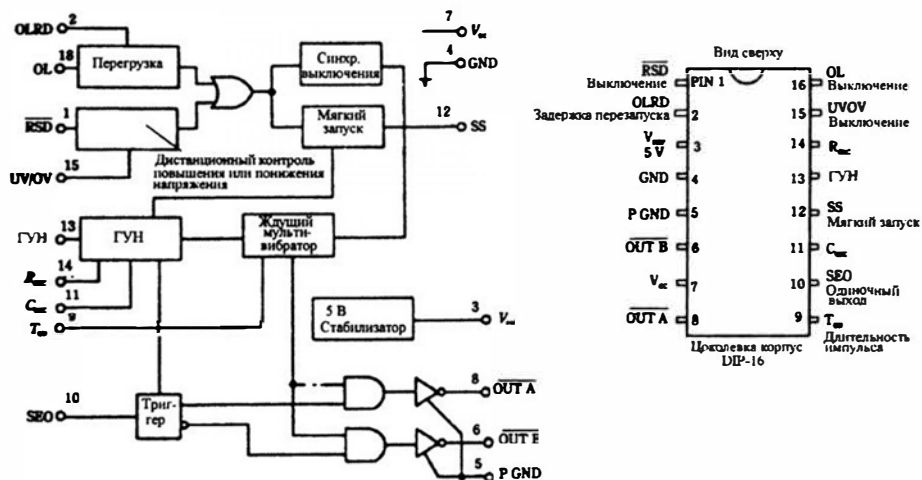 2
OLRD
18
OL
Перегрузка
1
RSD
15
UV/OV
Дистанционный контроль
повышения или понижения
напряжения
Синхр.
выключения
Мягкий
запуск
12
SS
7
4
GND
13
ГУН
ГУН
14
11
9
Ждущий
мульти-
вибратор
5 В
Стабилизатор
3
10
SEO
Триг-
гер
8
OUT A
6
OUT
5
P GND
Вид сверху
RSD
Выключение
PIN 1
OLRD
Задержка перезапуска
2
5 V
3
GND
4
P GND
5
OUT B
6
7
OUT A
8
16
OL
Выключение
15
UVOV
Выключение
14
13
ГУН
12
SS
Мягкий запуск
11
10
SEO
Одиночный
выход
9
Длительность
импульса
Цоколевка корпус
DIP-16